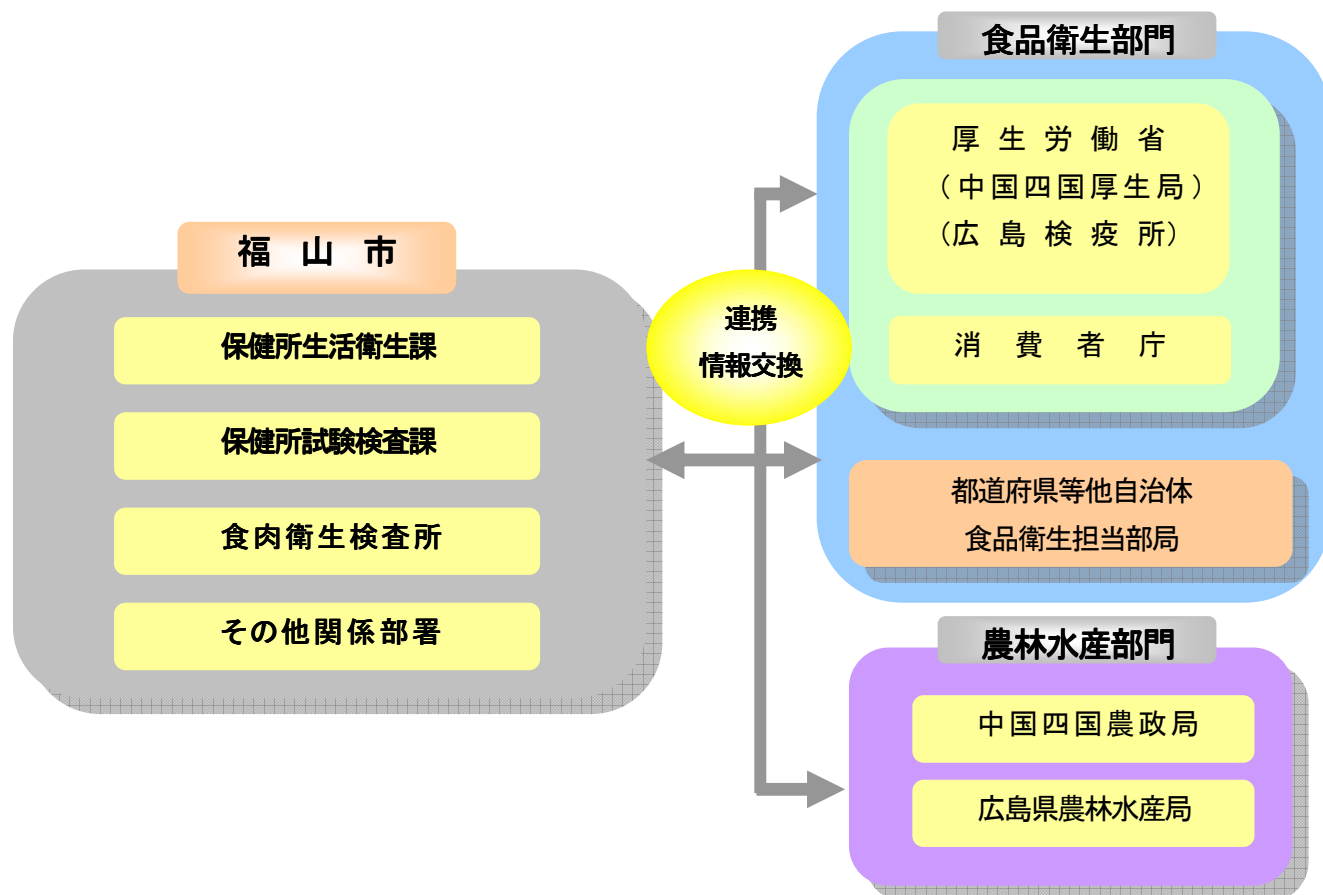 福山市
保健所生活衛生課
保健所試験検査課
食肉衛生検査所
その他関係部署
連携
情報交換
食品衛生部門
厚生労働省
（中国四国厚生局）
（広島検疫所）
消費者庁
都道府県等他自治体
食品衛生担当部局
農林水産部門
中国四国農政局
広島県農林水産局